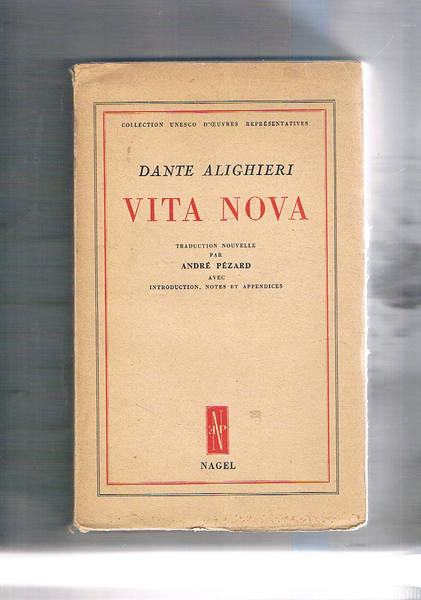 COLLECTION UNESCO D'ŒUVRES REPRÉSENTATIVES
DANTE ALIGHIERI
VITA NOVA
TRADUCTION NOUVELLE
PAR
ANDRÉ PÉZARD
AVEC
INTRODUCTION, NOTES ET APPENDICES
NAGEL